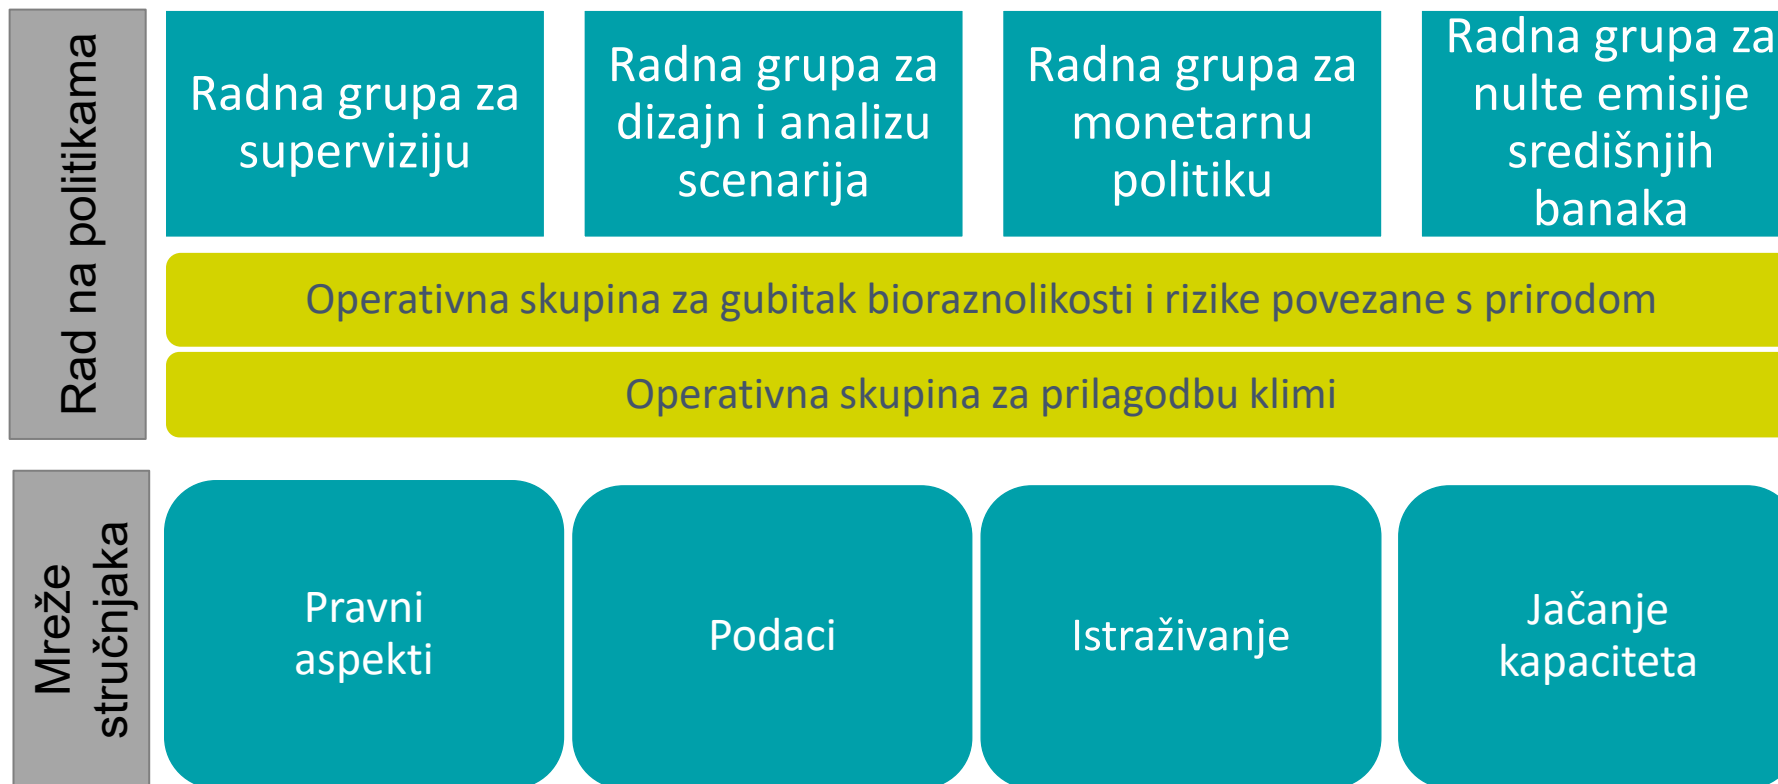 Rad na politikama
Radna grupa za
superviziju
Radna grupa za
dizajn i analizu
scenarija
Radna grupa za
monetarnu
politiku
Radna grupa za
nulte emisije
središnjih
banaka
Operativna skupina za gubitak bioraznolikosti i rizike povezane s prirodom
Operativna skupina za prilagodbu klimi
Mreže
stručnjaka
Pravni
aspekti
Podaci
Istraživanje
Jačanje
kapaciteta